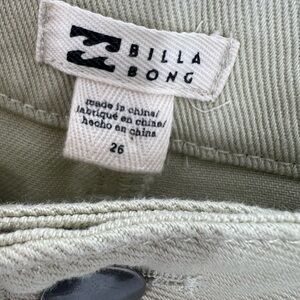 BILLA
BONG
made in china/
fabriqué en chine/
hecho en china
26